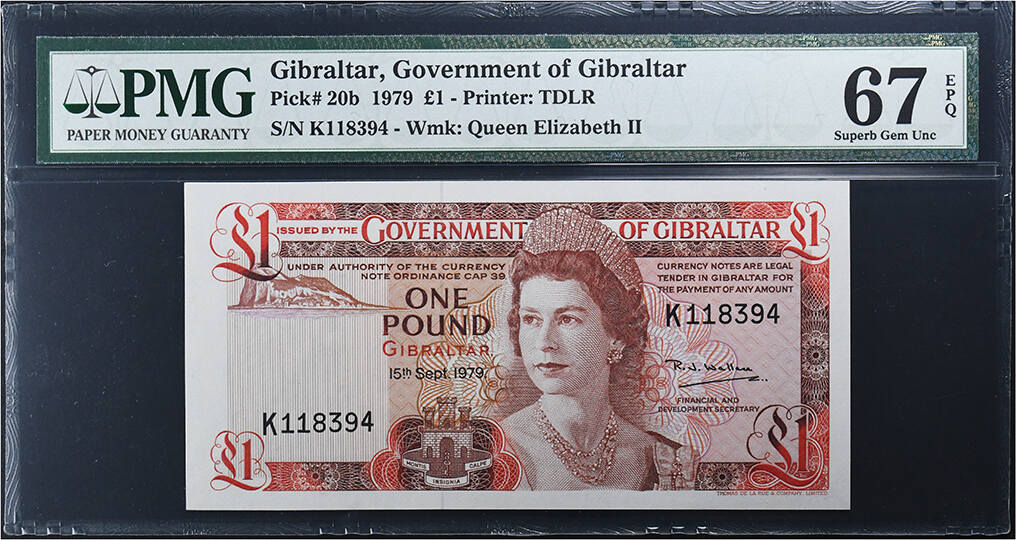 PMG
PAPER MONEY GUARANTY
Gibraltar, Government of Gibraltar
Pick# 20b 1979 £1 - Printer: TDLR
S/N K118394 - Wmk: Queen Elizabeth II
67
EPQ
Superb Gem Unc
£1 ISSUED BY THE GOVERNMENT OF GIBRALTAR £1
UNDER AUTHORITY OF THE CURRENCY
NOTE ORDINANCE CAP 39
CURRENCY NOTES ARE LEGAL
TENDER IN GIBRALTAR FOR
THE PAYMENT OF ANY AMOUNT
ONE
POUND
GIBRALTAR
15th Sept. 1979.
K118394
K118394
R.J. Wallace
FINANCIAL AND
DEVELOPMENT SECRETARY
£1
MONTIS CALPE
INSIGNIA
£1
THOMAS DE LA RUE & COMPANY, LIMITED